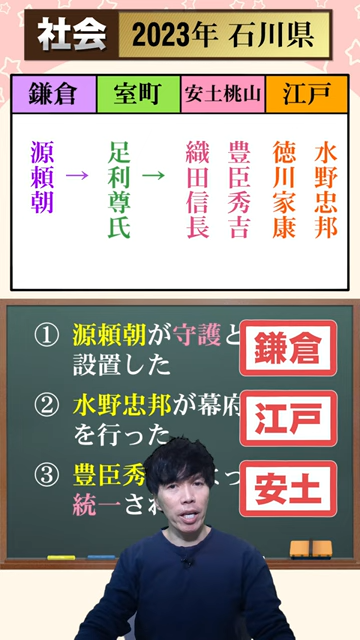 社会 2023年 石川県
鎌倉 室町 安土桃山 江戸
源頼朝 → 足利尊氏 → 織田信長 豊臣秀吉 徳川家康 水野忠邦
① 源頼朝が守護と 鎌倉
設置した
② 水野忠邦が幕府 江戸
を行った
③ 豊臣秀 よっ 安土
統一され